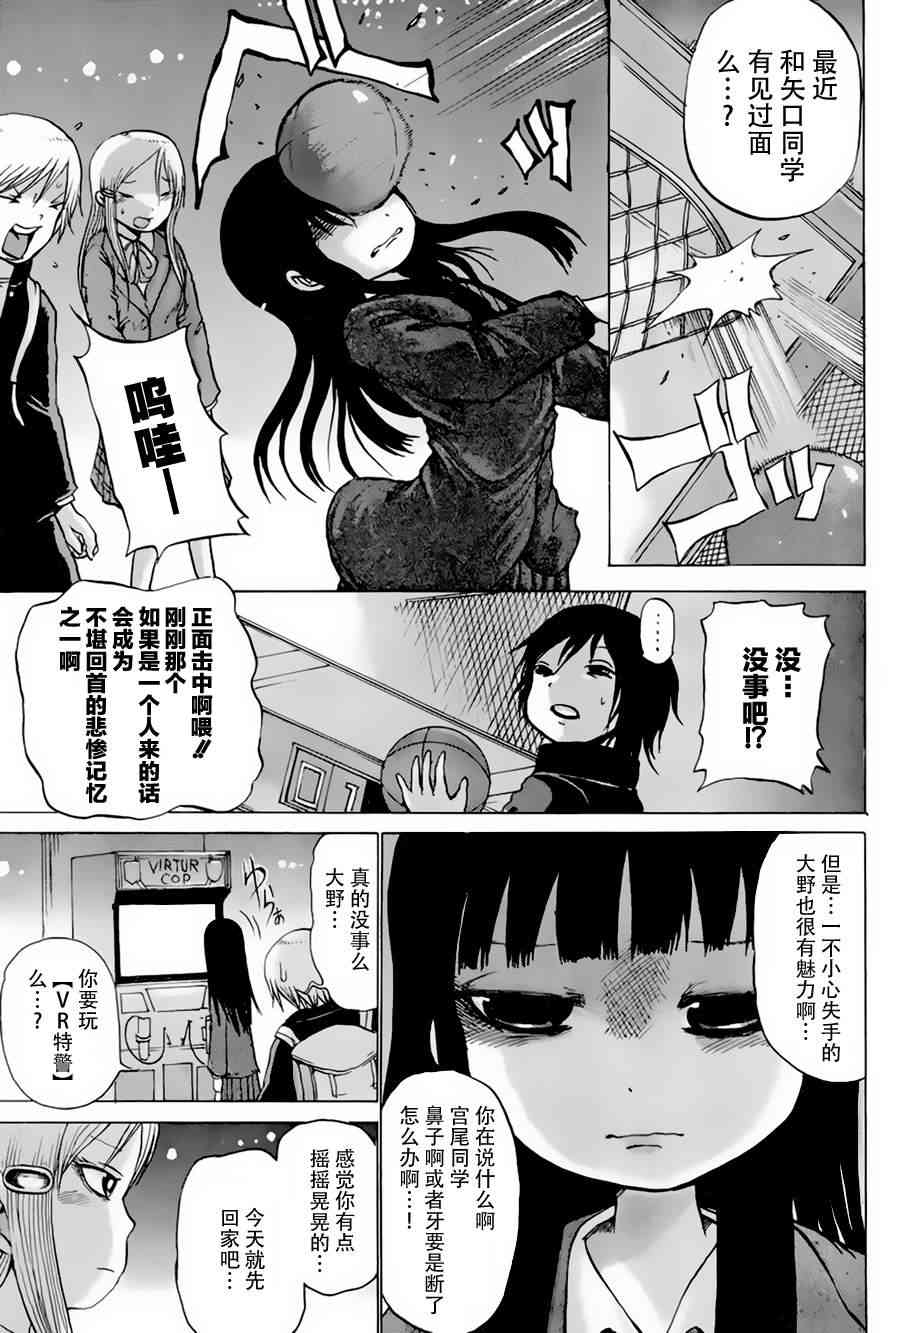 最近
和矢口同学
有见过面
么…?
呜哇ー
没…
没事吧!?
……
正面击中啊喂!!
刚刚那个
如果是一个人来的话
会成为
不堪回首的悲惨记忆
之一啊
但是…一不小心失手的
大野也很有魅力啊…
你在说什么啊
宫尾同学
鼻子啊或者牙要是断了
怎么办啊…!
真的没事么
大野…
VIRTUR
COP
01
你要玩
【VR特警】
么…?
感觉你有点
摇摇晃晃的…
今天就先
回家吧…